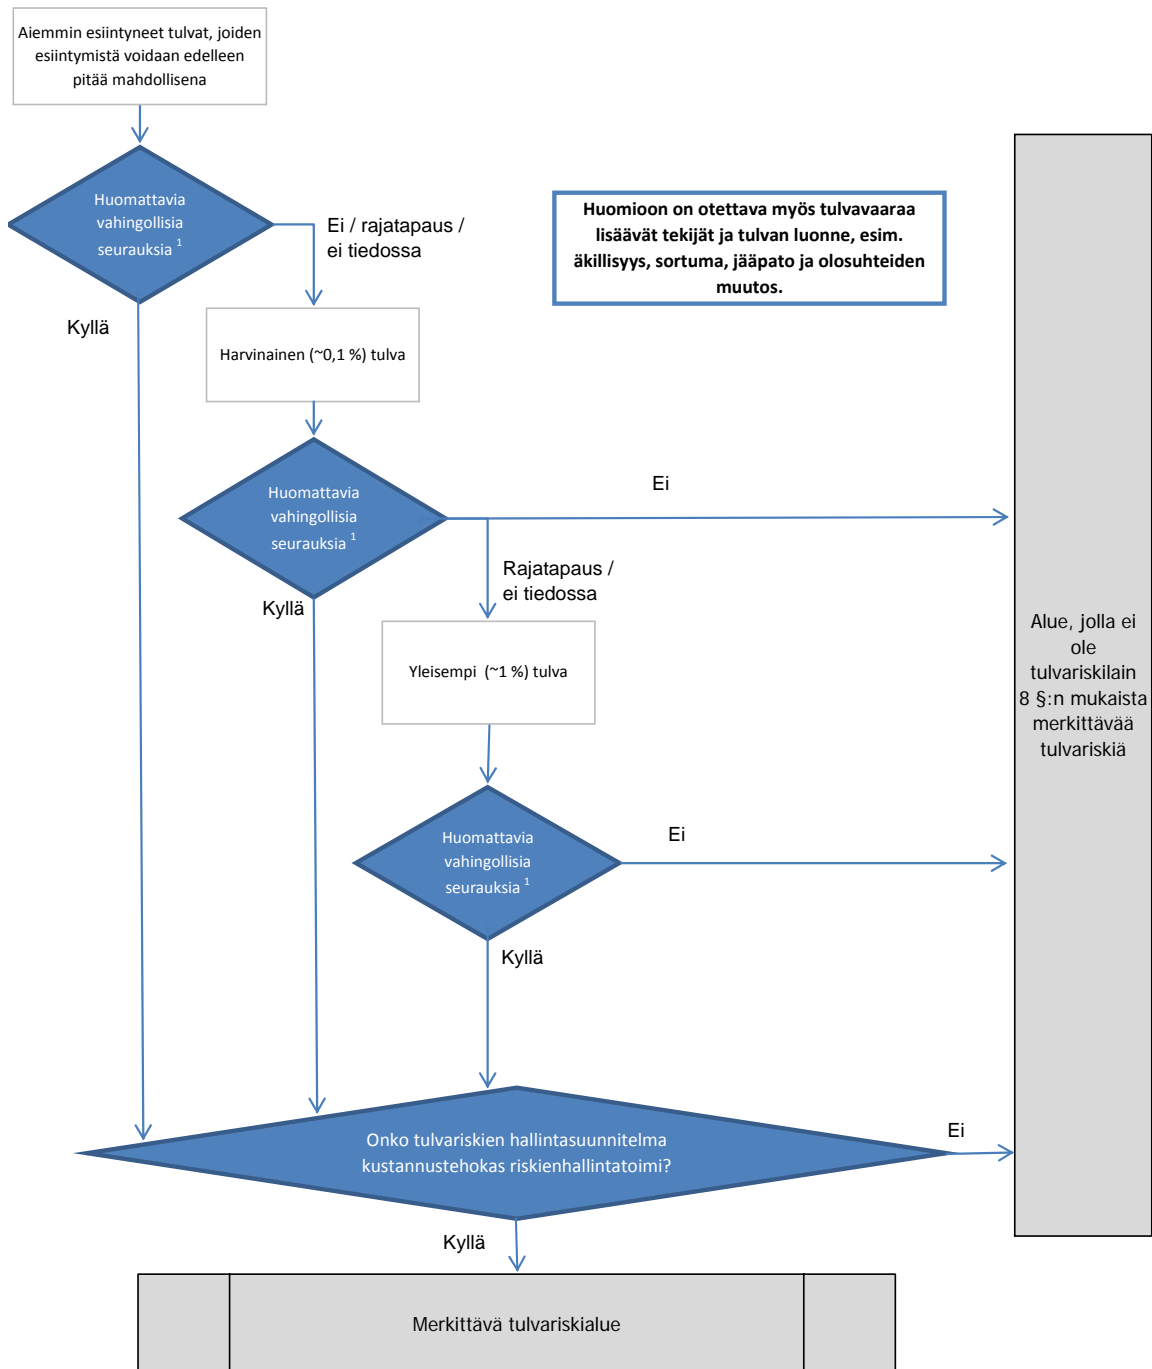 Aiemmin esiintyneet tulvat, joiden
esiintymistä voidaan edelleen
pitää mahdollisena
Huomattavia
vahingollisia
seurauksia 1
Ei / rajatapaus /
ei tiedossa
Kyllä
Huomioon on otettava myös tulvavaaraa
lisäävät tekijät ja tulvan luonne, esim.
äkillisyys, sortuma, jääpato ja olosuhteiden
muutos.
Harvinainen (~0,1 %) tulva
Huomattavia
vahingollisia
seurauksia 1
Ei
Rajatapaus /
ei tiedossa
Kyllä
Yleisempi (~1 %) tulva
Alue, jolla ei
ole
tulvariskilain
8 §:n mukaista
merkittävää
tulvariskiä
Huomattavia
vahingollisia
seurauksia 1
Ei
Kyllä
Onko tulvariskien hallintasuunnitelma
kustannustehokas riskienhallintatoimi?
Ei
Kyllä
Merkittävä tulvariskialue